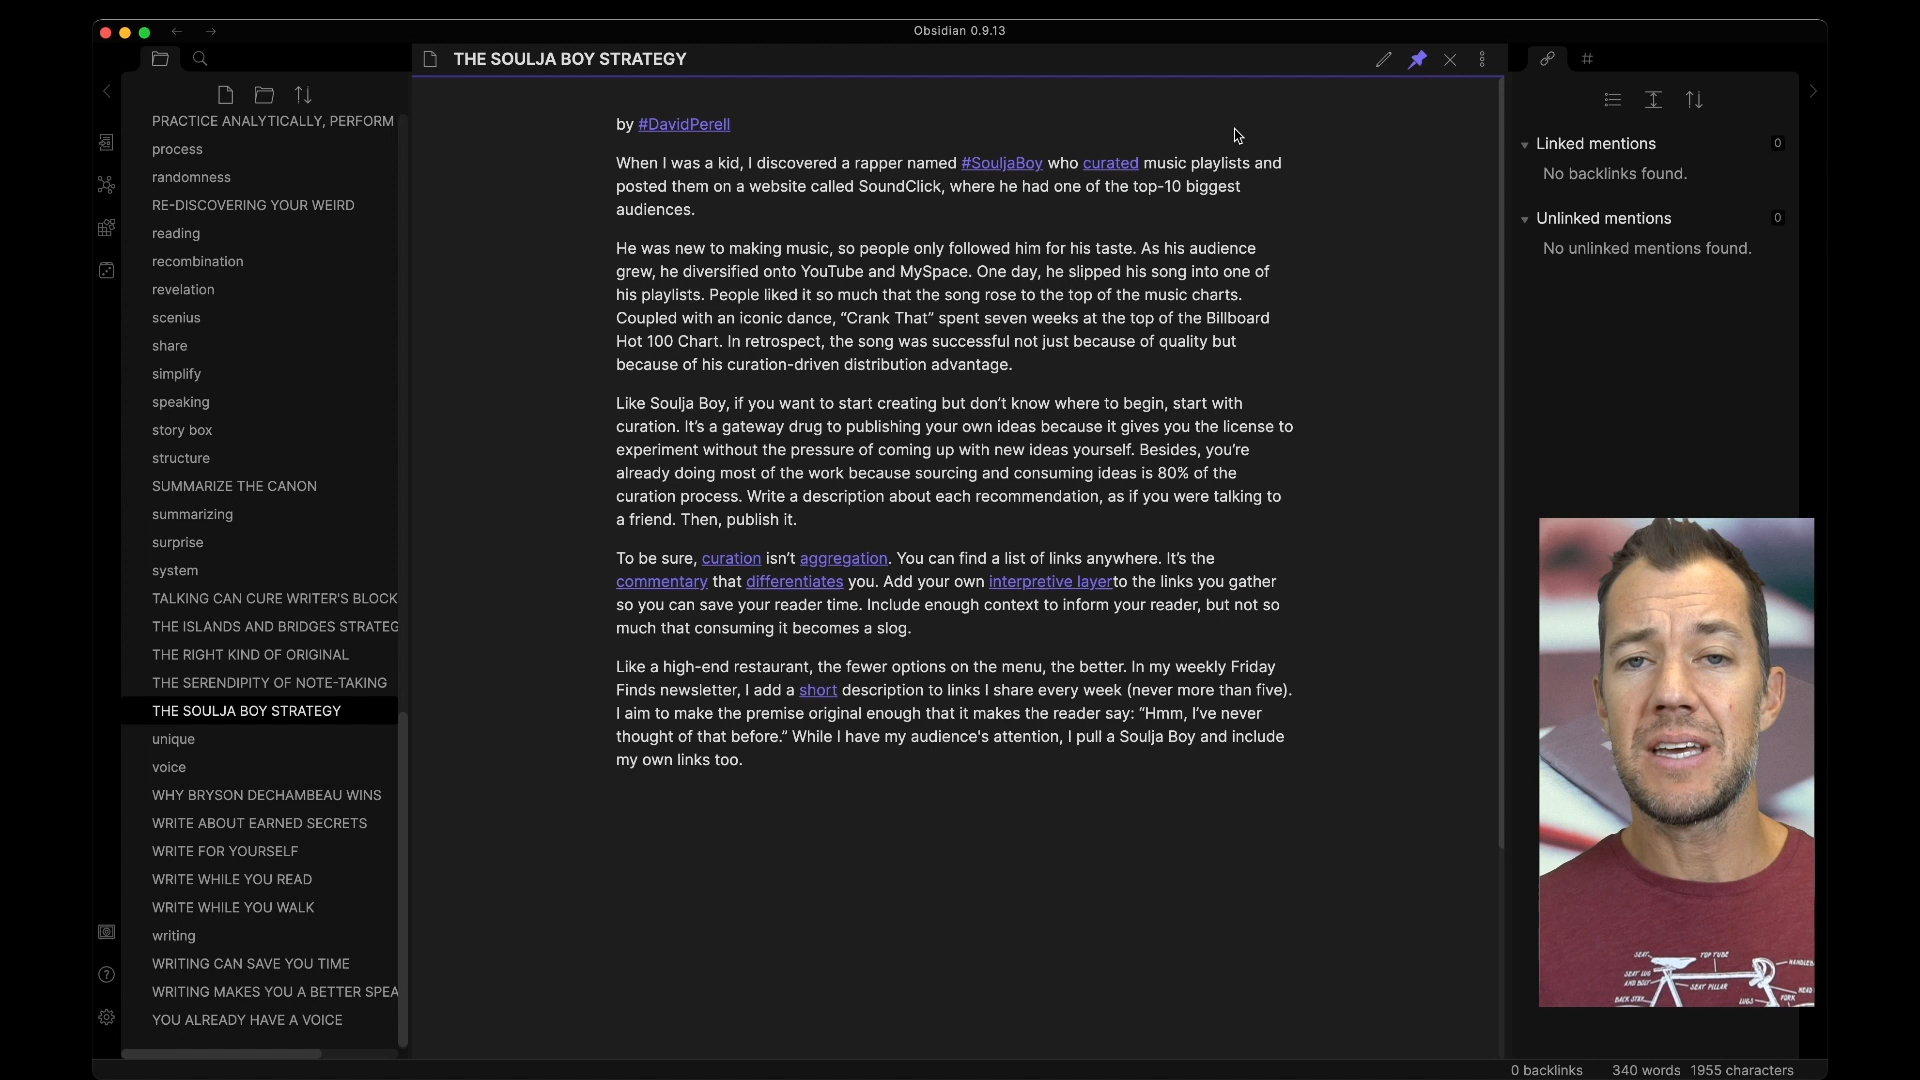 Obsidian 0.9.13
THE SOULJA BOY STRATEGY
PRACTICE ANALYTICALLY, PERFORM
process
randomness
RE-DISCOVERING YOUR WEIRD
reading
recombination
revelation
scenius
share
simplify
speaking
story box
structure
SUMMARIZE THE CANON
summarizing
surprise
system
TALKING CAN CURE WRITER'S BLOCK
THE ISLANDS AND BRIDGES STRATEG
THE RIGHT KIND OF ORIGINAL
THE SERENDIPITY OF NOTE-TAKING
THE SOULJA BOY STRATEGY
unique
voice
WHY BRYSON DECHAMBEAU WINS
WRITE ABOUT EARNED SECRETS
WRITE FOR YOURSELF
WRITE WHILE YOU READ
WRITE WHILE YOU WALK
writing
WRITING CAN SAVE YOU TIME
WRITING MAKES YOU A BETTER SPEA
YOU ALREADY HAVE A VOICE
by #DavidPerell
When I was a kid, I discovered a rapper named #SouljaBoy who curated music playlists and
posted them on a website called SoundClick, where he had one of the top-10 biggest
audiences.
He was new to making music, so people only followed him for his taste. As his audience
grew, he diversified onto YouTube and MySpace. One day, he slipped his song into one of
his playlists. People liked it so much that the song rose to the top of the music charts.
Coupled with an iconic dance, “Crank That” spent seven weeks at the top of the Billboard
Hot 100 Chart. In retrospect, the song was successful not just because of quality but
because of his curation-driven distribution advantage.
Like Soulja Boy, if you want to start creating but don’t know where to begin, start with
curation. It’s a gateway drug to publishing your own ideas because it gives you the license to
experiment without the pressure of coming up with new ideas yourself. Besides, you’re
already doing most of the work because sourcing and consuming ideas is 80% of the
curation process. Write a description about each recommendation, as if you were talking to
a friend. Then, publish it.
To be sure, curation isn’t aggregation. You can find a list of links anywhere. It’s the
commentary that differentiates you. Add your own interpretive layerto the links you gather
so you can save your reader time. Include enough context to inform your reader, but not so
much that consuming it becomes a slog.
Like a high-end restaurant, the fewer options on the menu, the better. In my weekly Friday
Finds newsletter, I add a short description to links I share every week (never more than five).
I aim to make the premise original enough that it makes the reader say: “Hmm, I’ve never
thought of that before.” While I have my audience's attention, I pull a Soulja Boy and include
my own links too.
Linked mentions 0
No backlinks found.
Unlinked mentions 0
No unlinked mentions found.
SEAT
TOP TUBE
SEAT LUG
AND BOLT
SEAT PILLAR
HEAD
BACK STAY
LUGS
FORK
0 backlinks 340 words 1955 characters